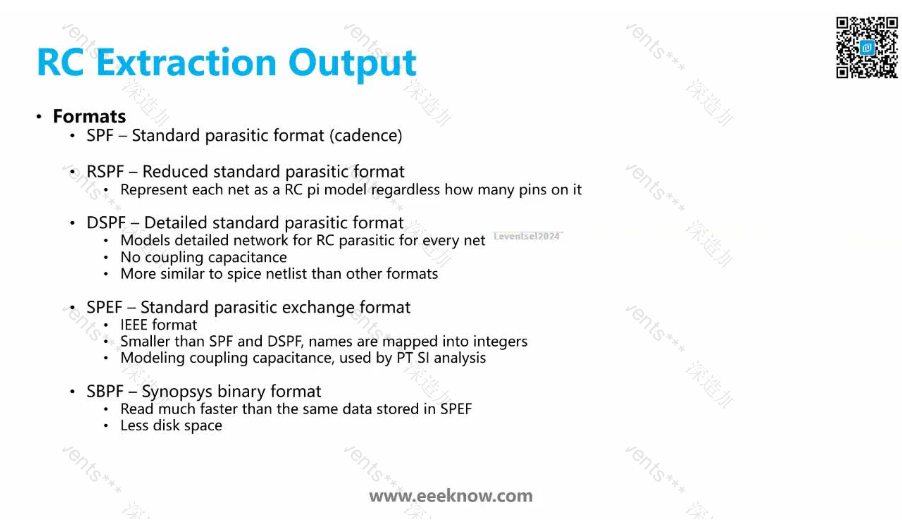 RC Extraction Output
• Formats
• SPF – Standard parasitic format (cadence)
• RSPF – Reduced standard parasitic format
• Represent each net as a RC pi model regardless how many pins on it
• DSPF – Detailed standard parasitic format
• Models detailed network for RC parasitic for every net
Leventsel2024
• No coupling capacitance
• More similar to spice netlist than other formats
• SPEF – Standard parasitic exchange format
• IEEE format
• Smaller than SPF and DSPF, names are mapped into integers
• Modeling coupling capacitance, used by PT SI analysis
• SBPF – Synopsys binary format
• Read much faster than the same data stored in SPEF
• Less disk space
www.eeeknow.com